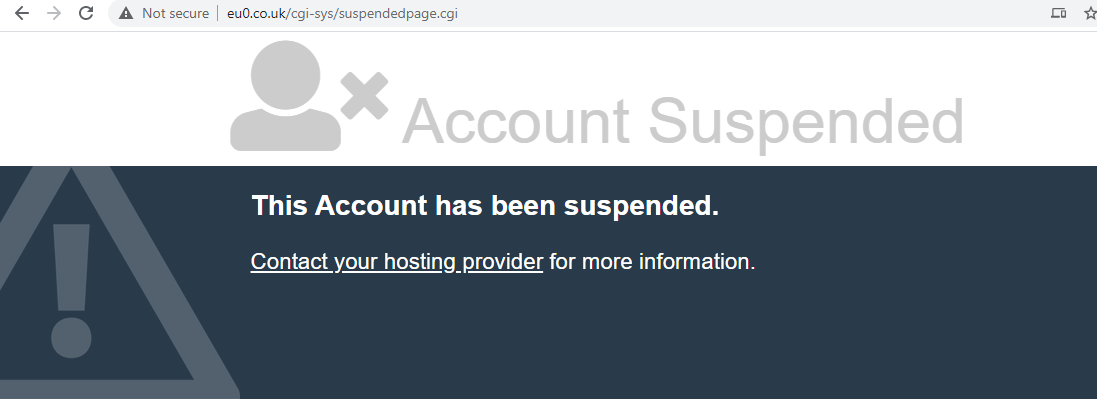 Not secure | eu0.co.uk/cgi-sys/suspendedpage.cgi
Account Suspended
This Account has been suspended.
Contact your hosting provider for more information.